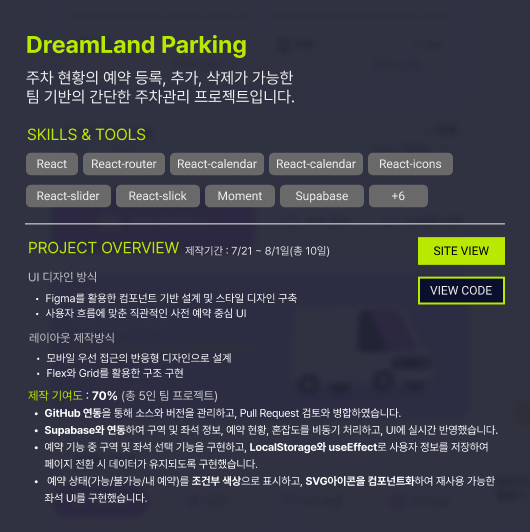 DreamLand Parking
주차 현황의 예약 등록, 추가, 삭제가 가능한
팀 기반의 간단한 주차관리 프로젝트입니다.
SKILLS & TOOLS
React React-router React-calendar React-calendar React-icons
React-slider React-slick Moment Supabase +6
PROJECT OVERVIEW 제작기간 : 7/21 ~ 8/1일(총 10일) SITE VIEW
UI 디자인 방식
VIEW CODE
• Figma를 활용한 컴포넌트 기반 설계 및 스타일 디자인 구축
• 사용자 흐름에 맞춘 직관적인 사전 예약 중심 UI
레이아웃 제작방식
• 모바일 우선 접근의 반응형 디자인으로 설계
• Flex와 Grid를 활용한 구조 구현
제작 기여도 : 70% (총 5인 팀 프로젝트)
• GitHub 연동을 통해 소스와 버전을 관리하고, Pull Request 검토와 병합하였습니다.
• Supabase와 연동하여 구역 및 좌석 정보, 예약 현황, 혼잡도를 비동기 처리하고, UI에 실시간 반영했습니다.
• 예약 기능 중 구역 및 좌석 선택 기능을 구현하고, LocalStorage와 useEffect로 사용자 정보를 저장하여
페이지 전환 시 데이터가 유지되도록 구현했습니다.
• 예약 상태(가능/불가능/내 예약)를 조건부 색상으로 표시하고, SVG아이콘을 컴포넌트화하여 재사용 가능한
좌석 UI를 구현했습니다.